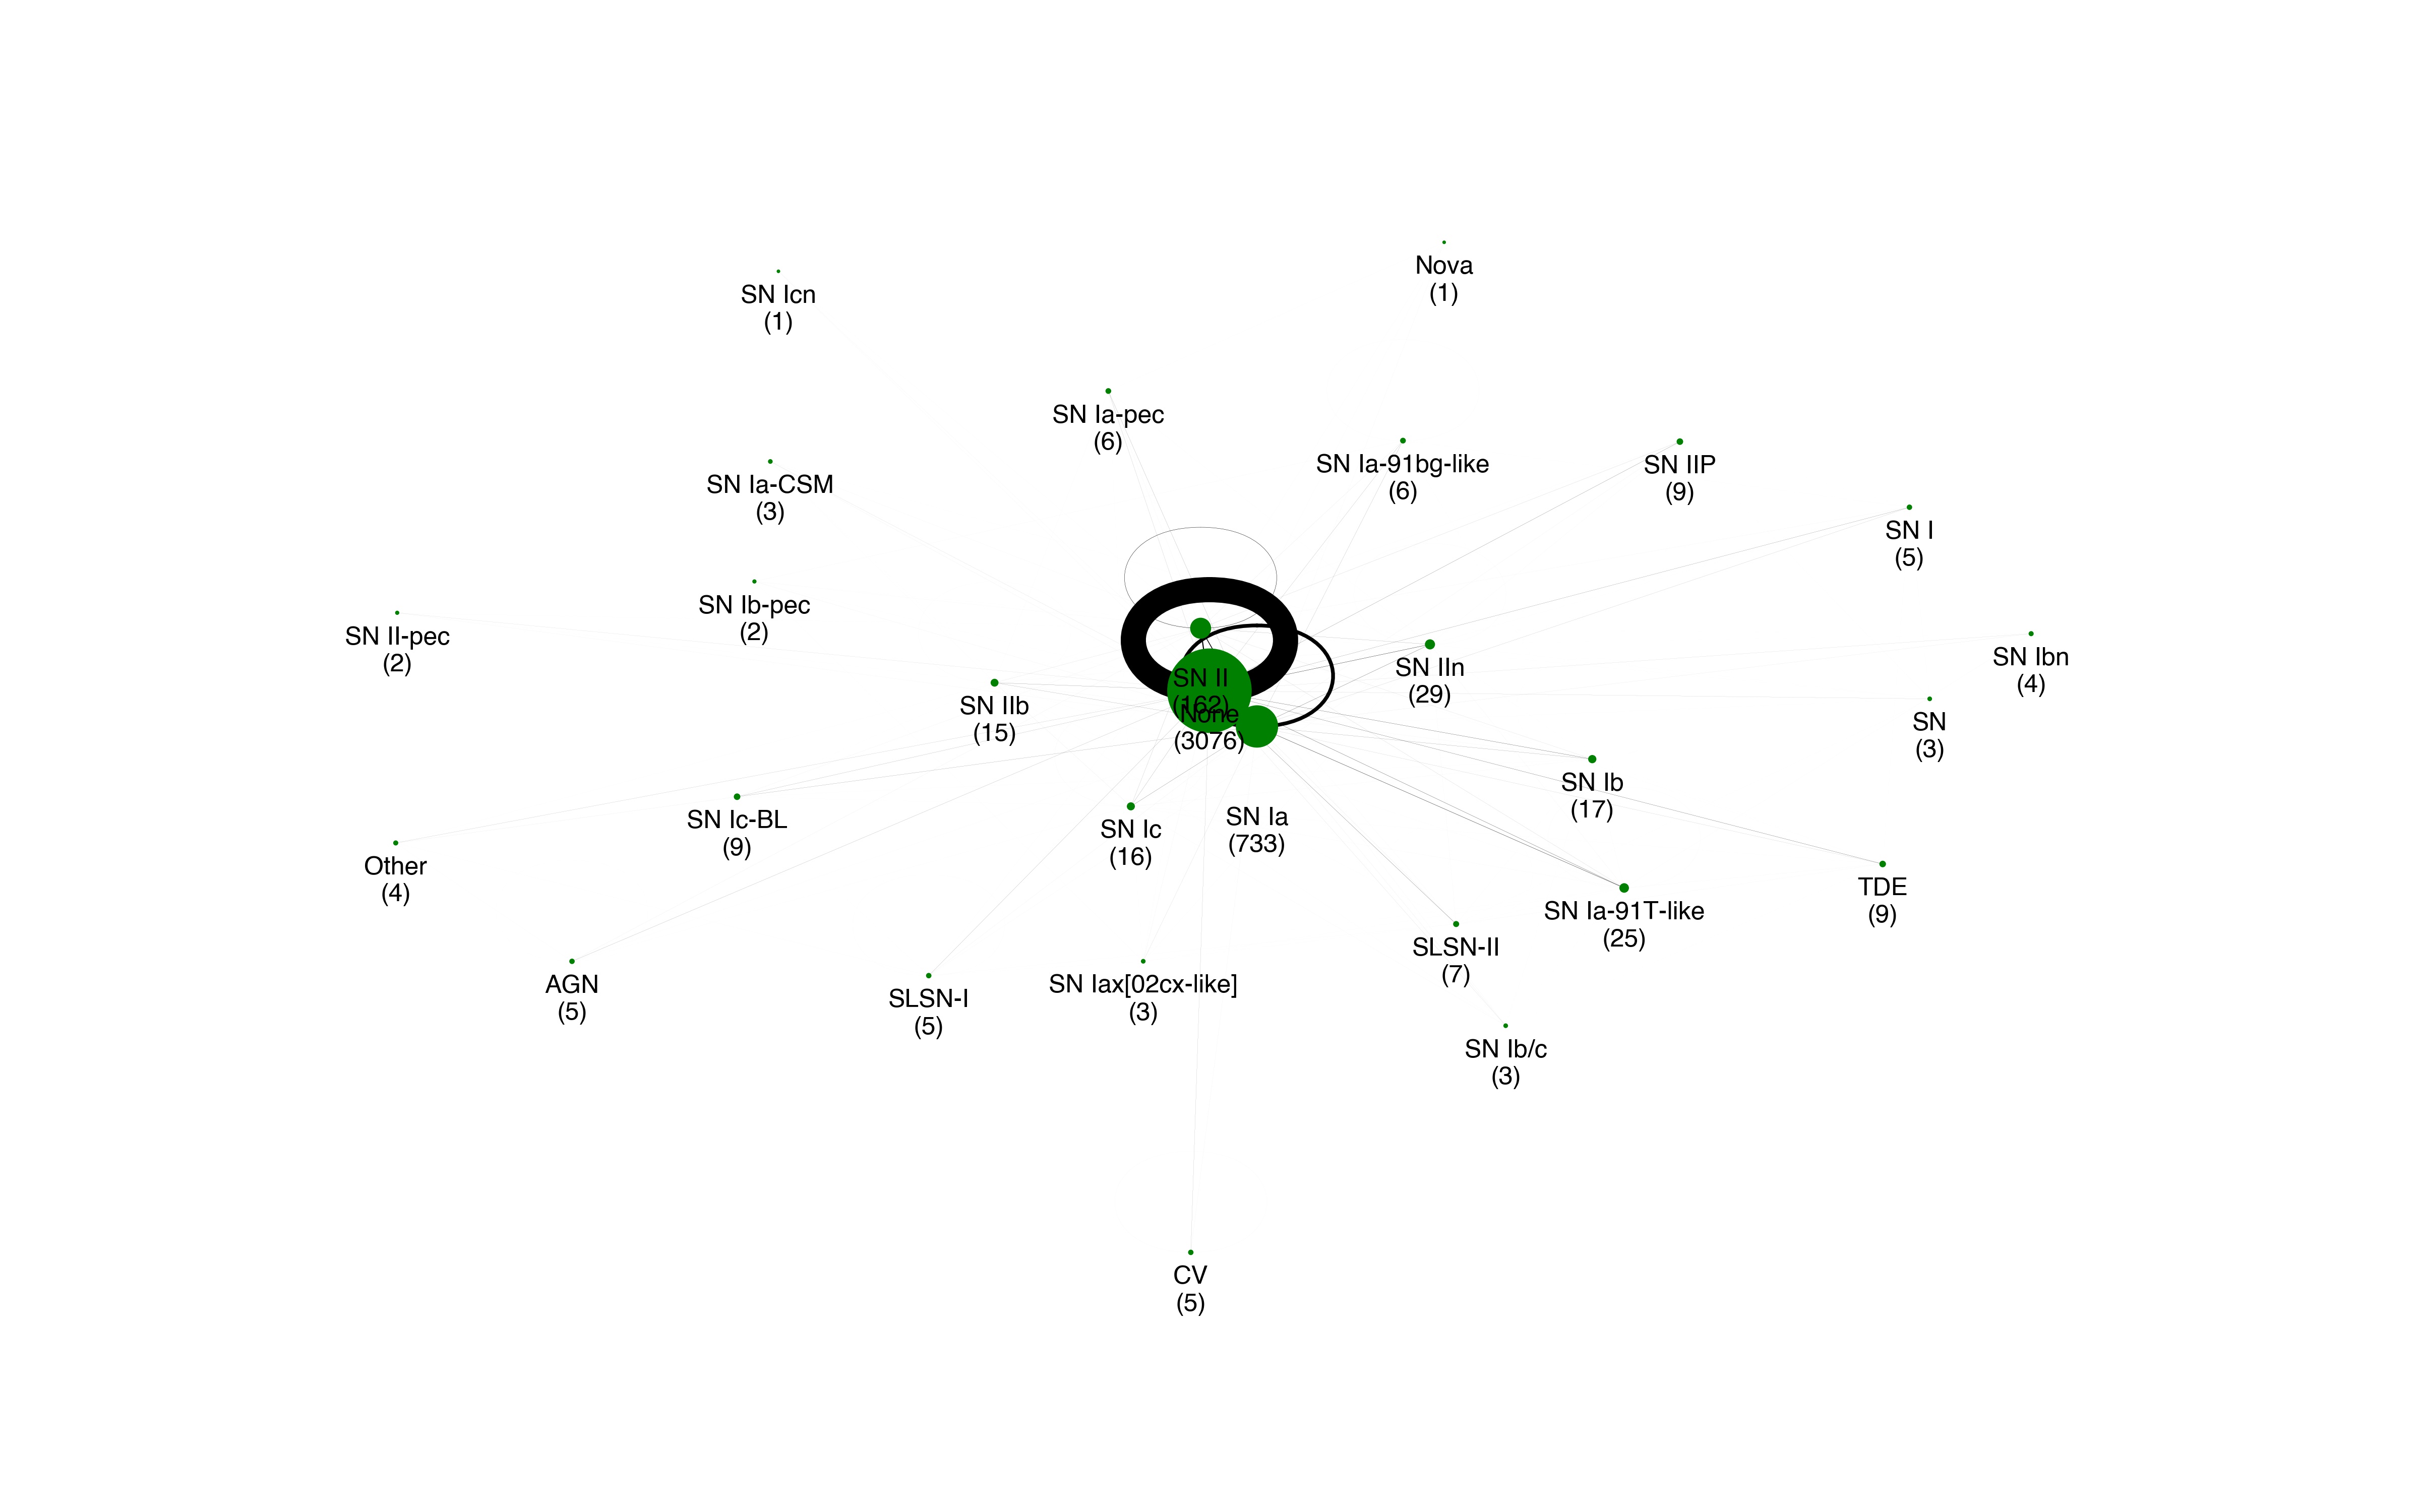 Nova
(1)
SN Icn
(1)
SN Ia-pec
(6)
SN Ia-91bg-like
(6)
SN IIP
(9)
SN Ia-CSM
(3)
SN I
(5)
SN Ib-pec
(2)
SN II-pec
(2)
SN IIn
(29)
SN Ibn
(4)
SN II
(162)
SN IIb
(15)
None
(3076)
SN
(3)
SN Ib
(17)
SN Ic-BL
(9)
SN Ia
(733)
SN Ic
(16)
Other
(4)
TDE
(9)
SN Ia-91T-like
(25)
SLSN-II
(7)
AGN
(5)
SLSN-I
(5)
SN Iax[02cx-like]
(3)
SN Ib/c
(3)
CV
(5)